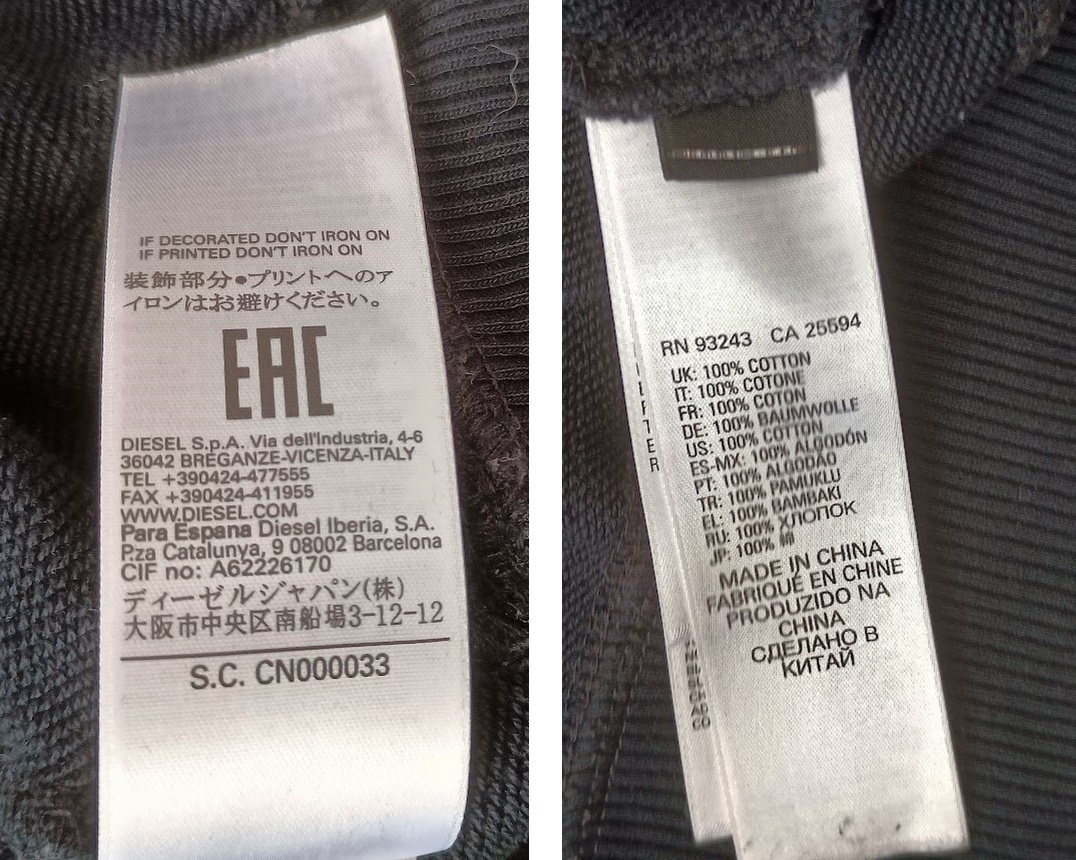 IF DECORATED DON'T IRON ON
IF PRINTED DON'T IRON ON
装飾部分●プリントへのア
イロンはお避けください。
EAC
DIESEL S.p.A. Via dell'Industria, 4-6
36042 BREGANZE-VICENZA-ITALY
TEL +390424-477555
FAX +390424-411955
WWW.DIESEL.COM
Para Espana Diesel Iberia, S.A.
P.za Catalunya, 9 08002 Barcelona
CIF no: A62226170
ディーゼルジャパン(株)
大阪市中央区南船場3-12-12
S.C. CN000033
RN 93243 CA 25594
UK: 100% COTTON
IT: 100% COTONE
FR: 100% COTON
DE: 100% BAUMWOLLE
US: 100% COTTON
ES-MX: 100% ALGODÓN
PT: 100% ALGODÃO
TR: 100% PAMUKLU
EL: 100% BAMBAKI
RU: 100% ХЛОПОК
JP: 100% 綿
MADE IN CHINA
FABRIQUÉ EN CHINE
PRODUZIDO NA
CHINA
СДЕЛАНО В
КИТАЙ